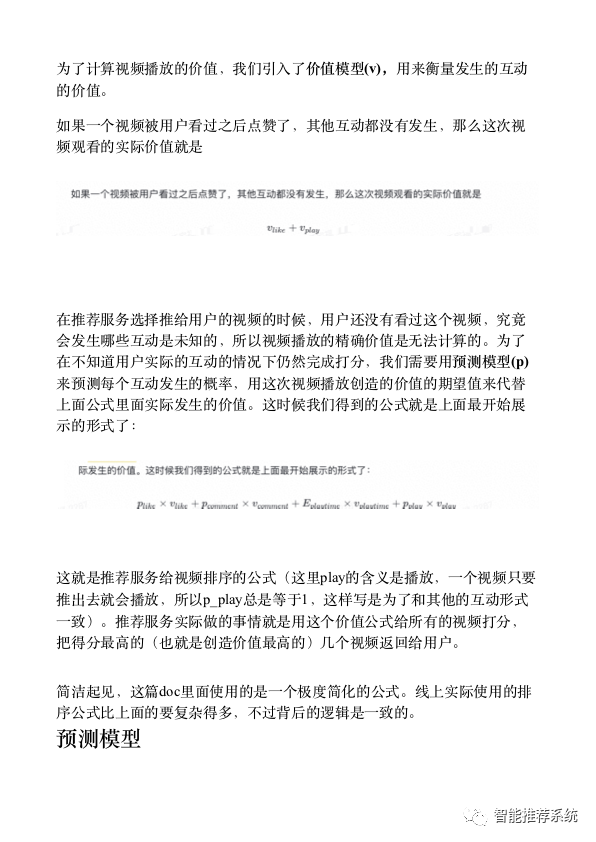 为了计算视频播放的价值，我们引入了价值模型(v)，用来衡量发生的互动
的价值。
如果一个视频被用户看过之后点赞了，其他互动都没有发生，那么这次视
频观看的实际价值就是
如果一个视频被用户看过之后点赞了，其他互动都没有发生，那么这次视频观看的实际价值就是
v_like + v_play
在推荐服务选择推给用户的视频的时候，用户还没有看过这个视频，究竟
会发生哪些互动是未知的，所以视频播放的精确价值是无法计算的。为了
在不知道用户实际的互动的情况下仍然完成打分，我们需要用预测模型(p)
来预测每个互动发生的概率，用这次视频播放创造的价值的期望值来代替
上面公式里面实际发生的价值。这时候我们得到的公式就是上面最开始展
示的形式了：
际发生的价值。这时候我们得到的公式就是上面最开始展示的形式了：
p_like × v_like + p_comment × v_comment + E_playtime × v_playtime + p_play × v_play
这就是推荐服务给视频排序的公式（这里play的含义是播放，一个视频只要
推出去就会播放，所以p_play总是等于1，这样写是为了和其他的互动形式
一致）。推荐服务实际做的事情就是用这个价值公式给所有的视频打分，
把得分最高的（也就是创造价值最高的）几个视频返回给用户。
简洁起见，这篇doc里面使用的是一个极度简化的公式。线上实际使用的排
序公式比上面的要复杂得多，不过背后的逻辑是一致的。
预测模型
智能推荐系统